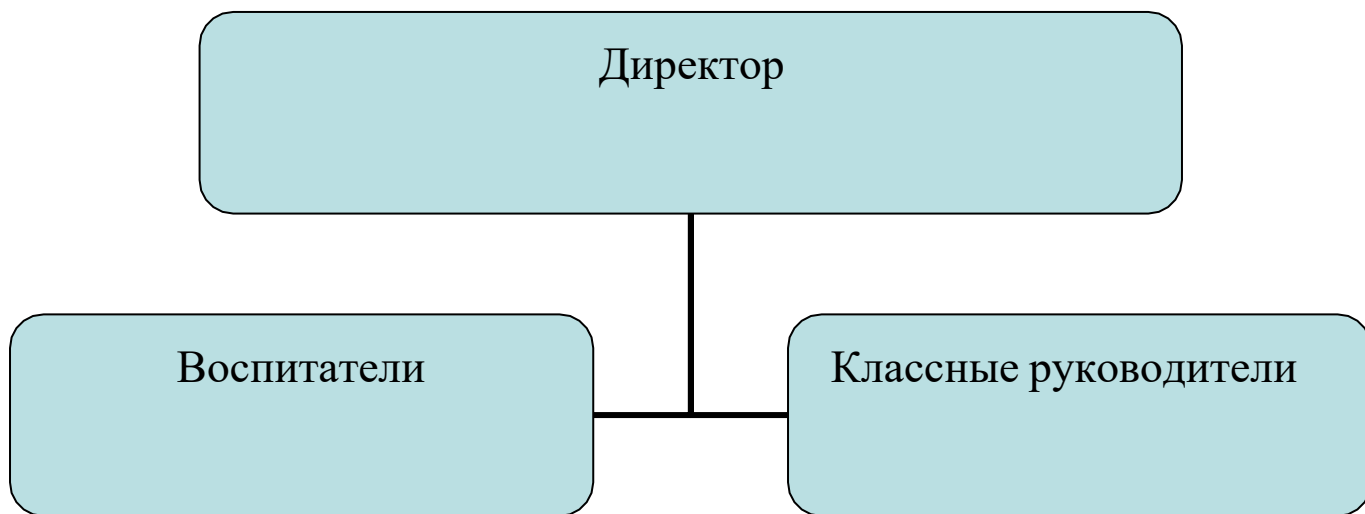 Директор
Воспитатели
Классные руководители